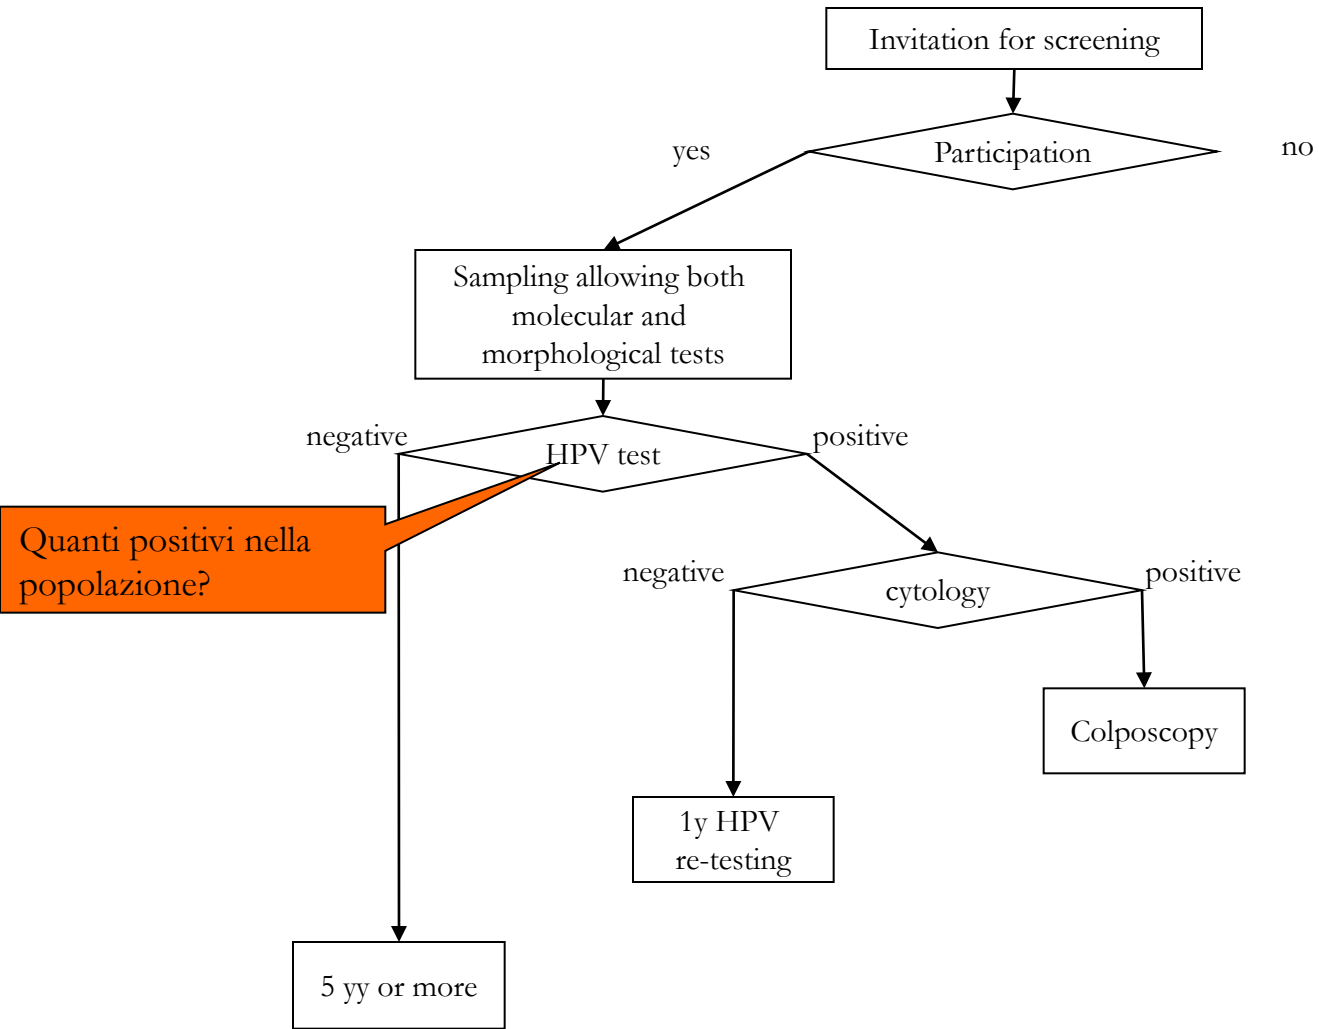 Invitation for screening
Participation
yes
no
Sampling allowing both
molecular and
morphological tests
HPV test
negative
positive
Quanti positivi nella
popolazione?
cytology
negative
positive
Colposcopy
1y HPV
re-testing
5 yy or more